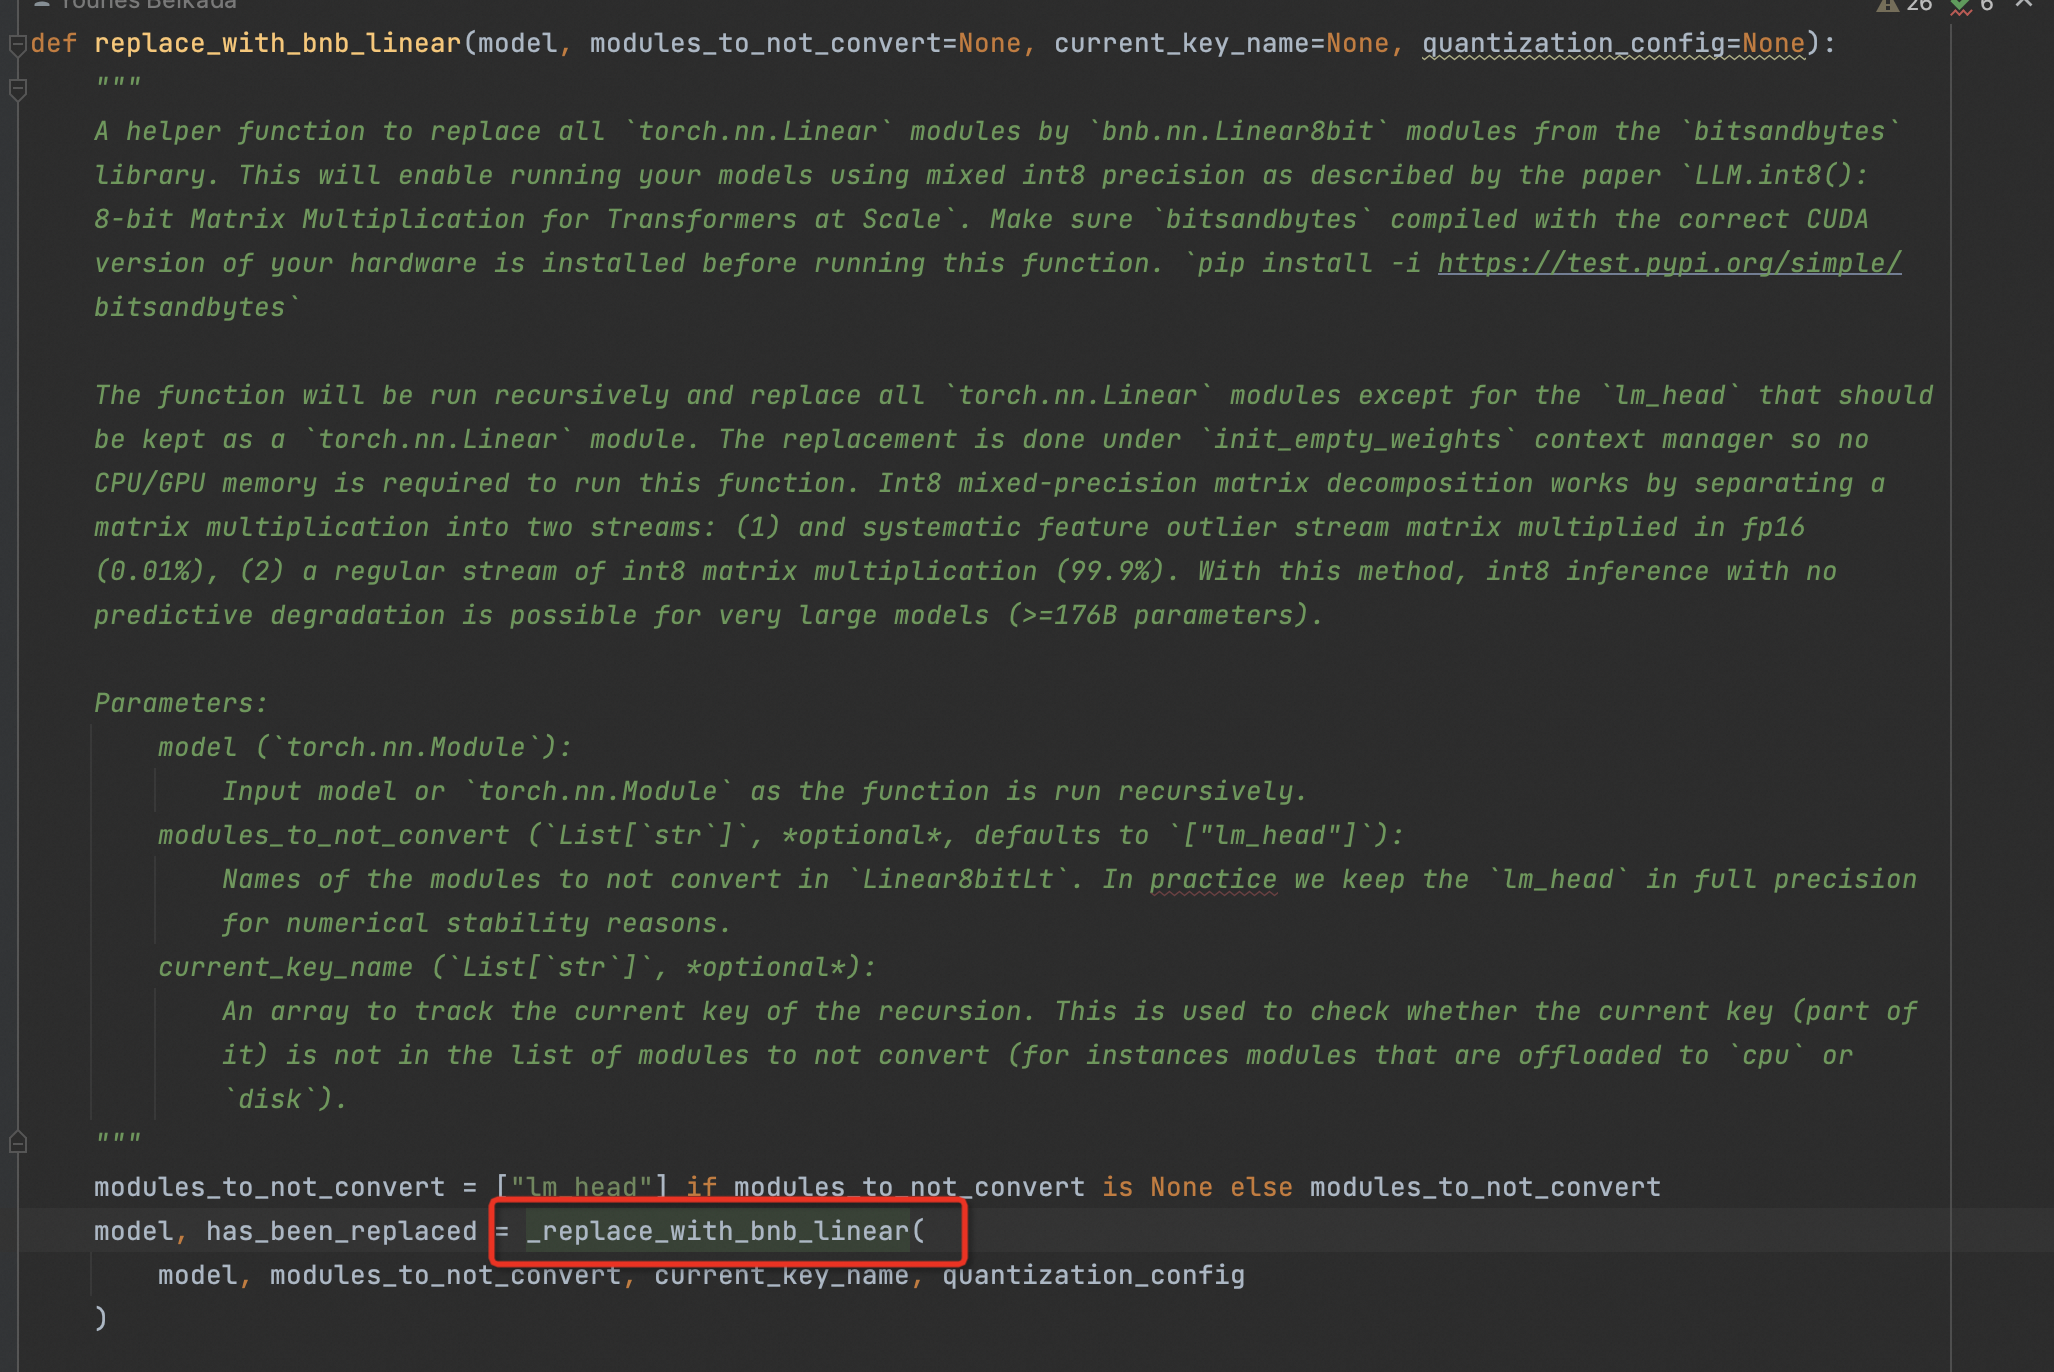 Younes Belkada
26 6
def replace_with_bnb_linear(model, modules_to_not_convert=None, current_key_name=None, quantization_config=None):
"""
A helper function to replace all `torch.nn.Linear` modules by `bnb.nn.Linear8bit` modules from the `bitsandbytes`
library. This will enable running your models using mixed int8 precision as described by the paper `LLM.int8():
8-bit Matrix Multiplication for Transformers at Scale`. Make sure `bitsandbytes` compiled with the correct CUDA
version of your hardware is installed before running this function. `pip install -i https://test.pypi.org/simple/
bitsandbytes`
The function will be run recursively and replace all `torch.nn.Linear` modules except for the `lm_head` that should
be kept as a `torch.nn.Linear` module. The replacement is done under `init_empty_weights` context manager so no
CPU/GPU memory is required to run this function. Int8 mixed-precision matrix decomposition works by separating a
matrix multiplication into two streams: (1) and systematic feature outlier stream matrix multiplied in fp16
(0.01%), (2) a regular stream of int8 matrix multiplication (99.9%). With this method, int8 inference with no
predictive degradation is possible for very large models (>=176B parameters).
Parameters:
model (`torch.nn.Module`):
Input model or `torch.nn.Module` as the function is run recursively.
modules_to_not_convert (`List[`str`]`, *optional*, defaults to `["lm_head"]`):
Names of the modules to not convert in `Linear8bitLt`. In practice we keep the `lm_head` in full precision
for numerical stability reasons.
current_key_name (`List[`str`]`, *optional*):
An array to track the current key of the recursion. This is used to check whether the current key (part of
it) is not in the list of modules to not convert (for instances modules that are offloaded to `cpu` or
`disk`).
"""
modules_to_not_convert = ["lm_head"] if modules_to_not_convert is None else modules_to_not_convert
model, has_been_replaced = _replace_with_bnb_linear(
model, modules_to_not_convert, current_key_name, quantization_config
)